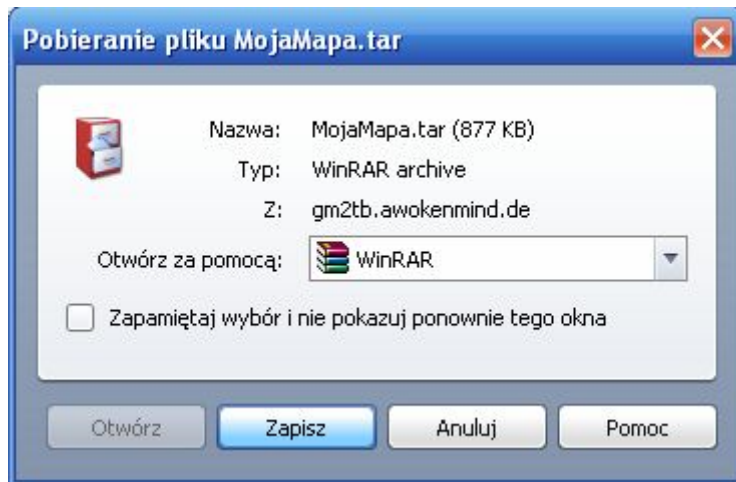 Pobieranie pliku MojaMapa.tar
Nazwa: MojaMapa.tar (877 KB)
Typ: WinRAR archive
Z: gm2tb.awokenmind.de
Otwórz za pomocą: WinRAR
Zapamiętaj wybór i nie pokazuj ponownie tego okna
Otwórz Zapisz Anuluj Pomoc